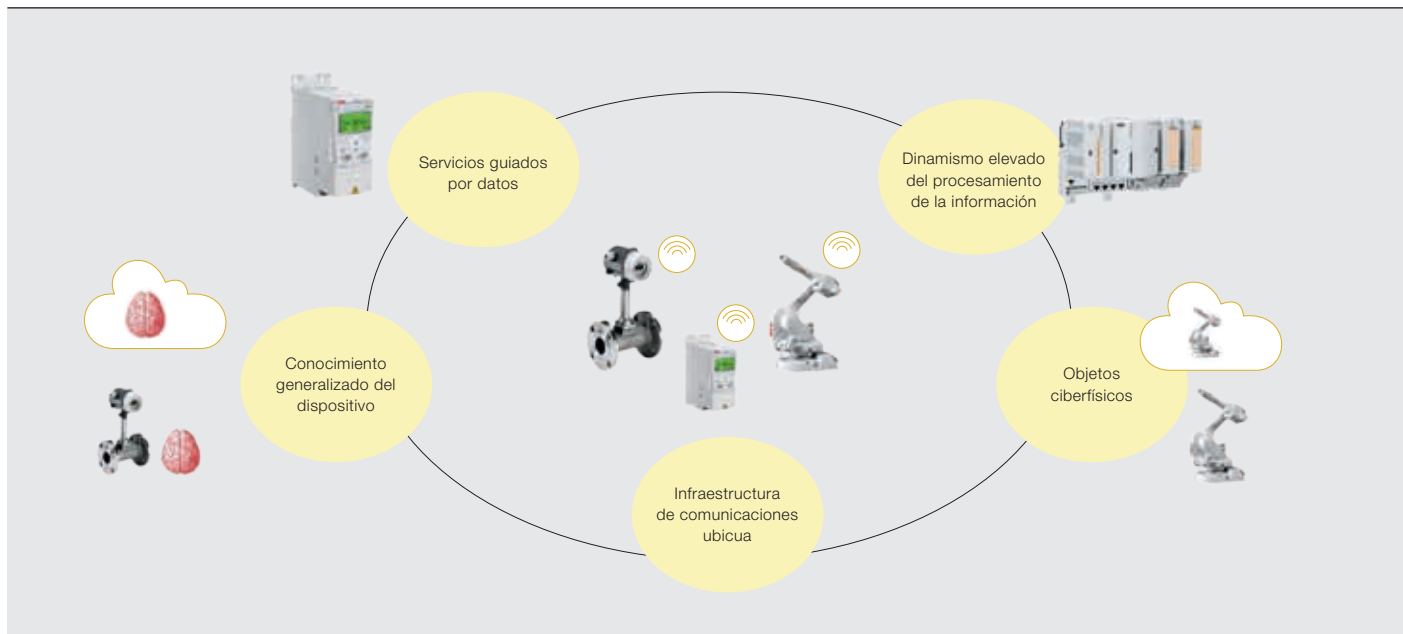 Servicios guiados
por datos
Dinamismo elevado
del procesamiento
de la información
Conocimiento
generalizado del
dispositivo
Objetos
ciberfísicos
Infraestructura
de comunicaciones
ubicua